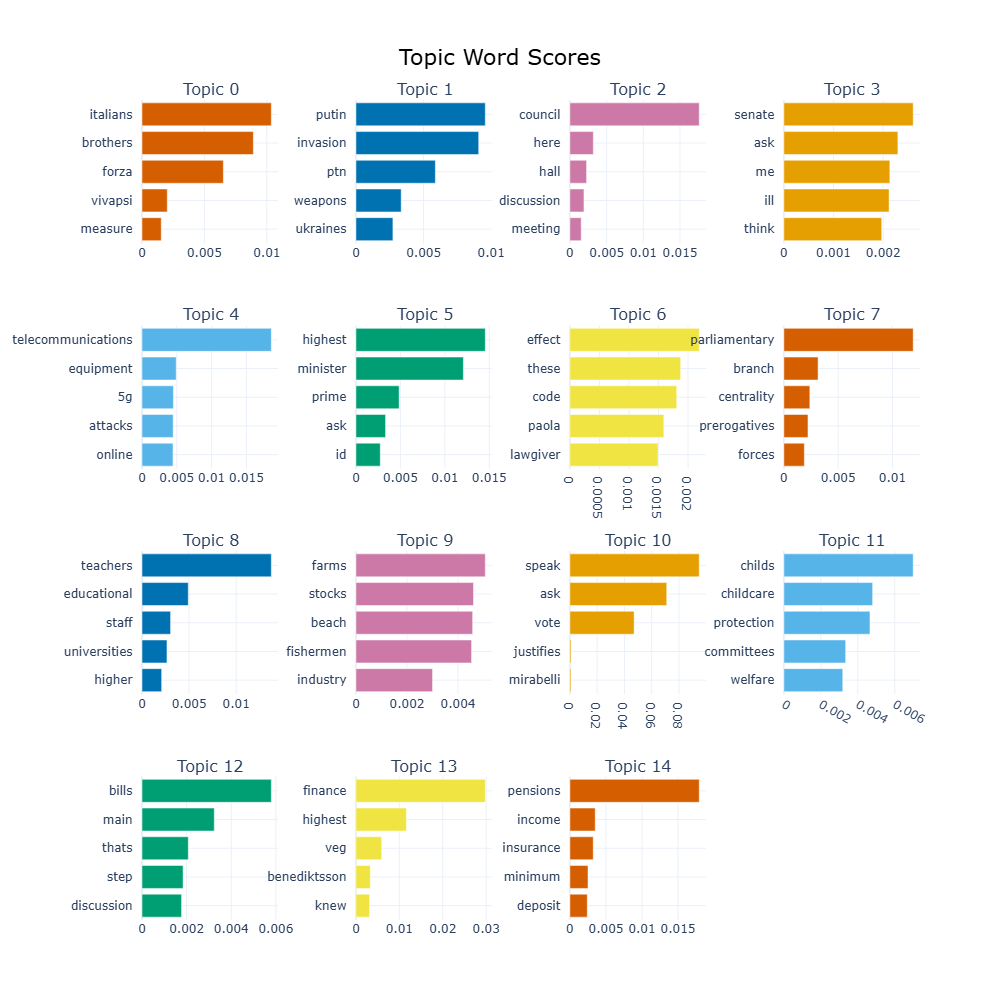 Topic Word Scores
Topic 0
italians
brothers
forza
vivapsi
measure
0 0.005 0.01
Topic 1
putin
invasion
ptn
weapons
ukraines
0 0.005 0.01
Topic 2
council
here
hall
discussion
meeting
0 0.005 0.01 0.015
Topic 3
senate
ask
me
ill
think
0 0.001 0.002
Topic 4
telecommunications
equipment
5g
attacks
online
0 0.005 0.01 0.015
Topic 5
highest
minister
prime
ask
id
0 0.005 0.01 0.015
Topic 6
effect
these
code
paola
lawgiver
0 0.0005 0.001 0.0015 0.002
Topic 7
parliamentary
branch
centrality
prerogatives
forces
0 0.005 0.01
Topic 8
teachers
educational
staff
universities
higher
0 0.005 0.01
Topic 9
farms
stocks
beach
fishermen
industry
0 0.002 0.004
Topic 10
speak
ask
vote
justifies
mirabelli
0 0.02 0.04 0.06 0.08
Topic 11
childs
childcare
protection
committees
welfare
0 0.002 0.004 0.006
Topic 12
bills
main
thats
step
discussion
0 0.002 0.004 0.006
Topic 13
finance
highest
veg
benediktsson
knew
0 0.01 0.02 0.03
Topic 14
pensions
income
insurance
minimum
deposit
0 0.005 0.01 0.015